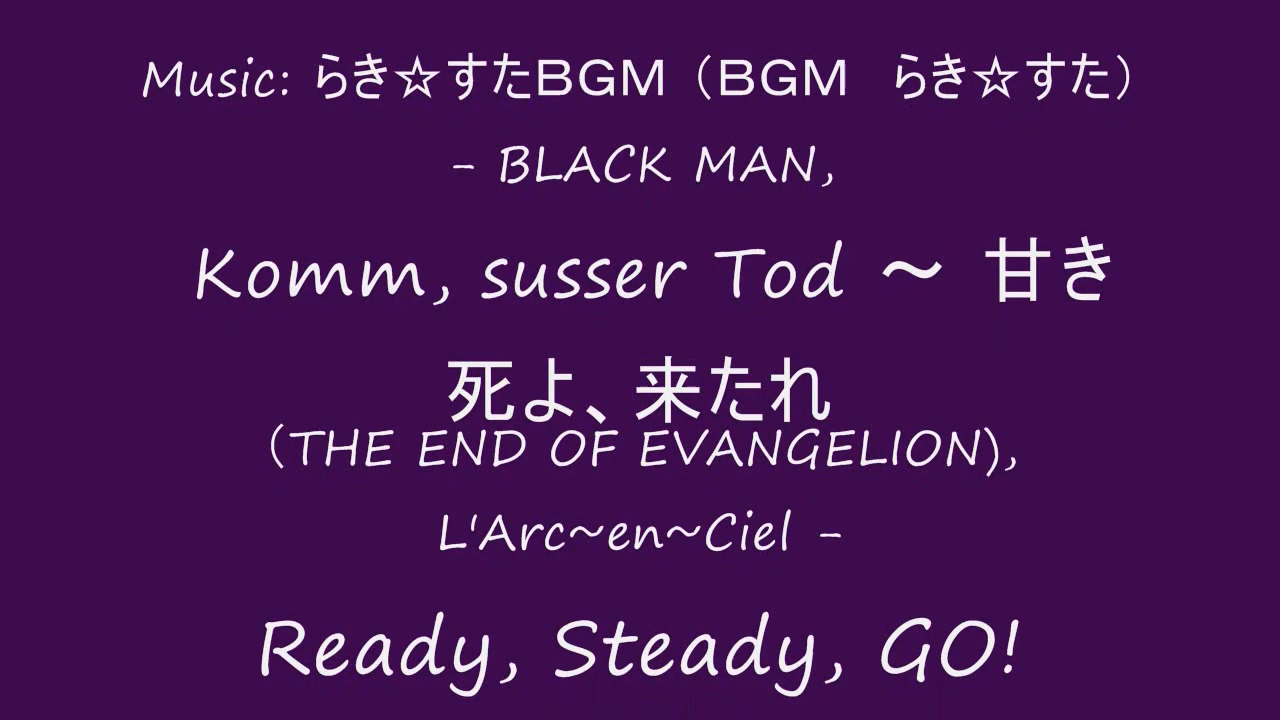 Music: らき☆すたBGM（BGM　らき☆すた）
- BLACK MAN,
Komm, susser Tod ～ 甘き
死よ、来たれ
(THE END OF EVANGELION),
L'Arc~en~Ciel -
Ready, Steady, GO!